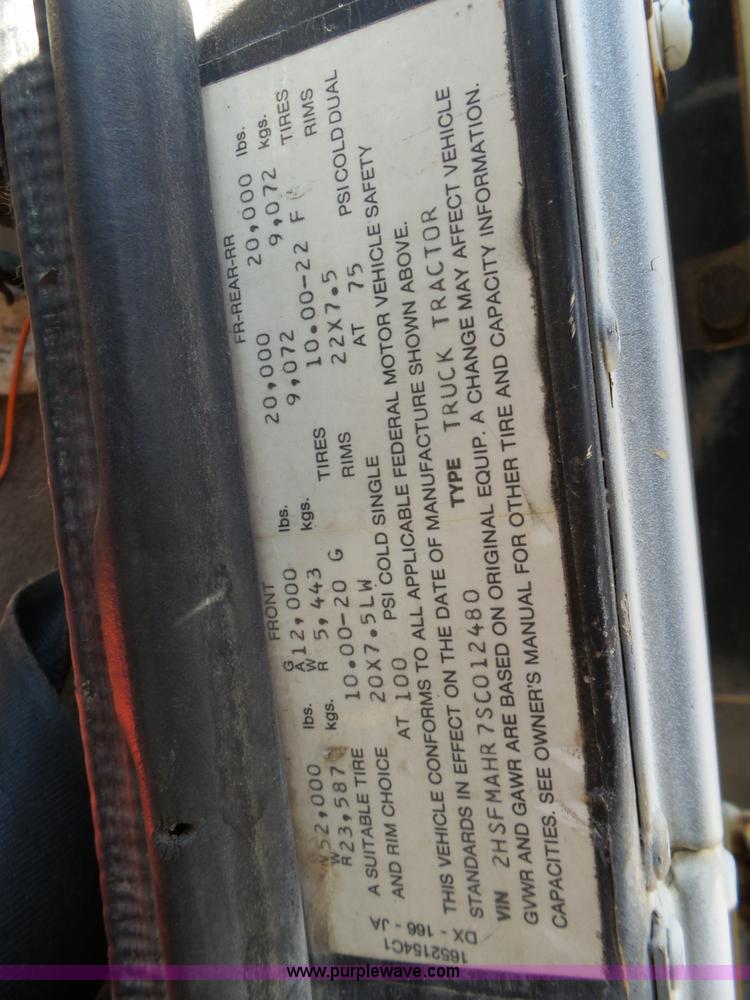 FRONT FR-REAR-RR
52,000 lbs. G A W R 12,000 lbs. 20,000 20,000 lbs.
R 23,587 kgs. 5,443 kgs. 9,072 9,072 kgs.
A SUITABLE TIRE 10.00-20 G TIRES 10.00-22 F TIRES
AND RIM CHOICE 20X7.5LW RIMS 22X7.5 RIMS
AT 100 PSI COLD SINGLE AT 75 PSI COLD DUAL
THIS VEHICLE CONFORMS TO ALL APPLICABLE FEDERAL MOTOR VEHICLE SAFETY
STANDARDS IN EFFECT ON THE DATE OF MANUFACTURE SHOWN ABOVE.
VIN 2HSFMAHR7SC012480 TYPE TRUCK TRACTOR
GVWR AND GAWR ARE BASED ON ORIGINAL EQUIP. A CHANGE MAY AFFECT VEHICLE
CAPACITIES. SEE OWNER'S MANUAL FOR OTHER TIRE AND CAPACITY INFORMATION.
1652154C1
DX - 166 - JA
www.purplewave.com